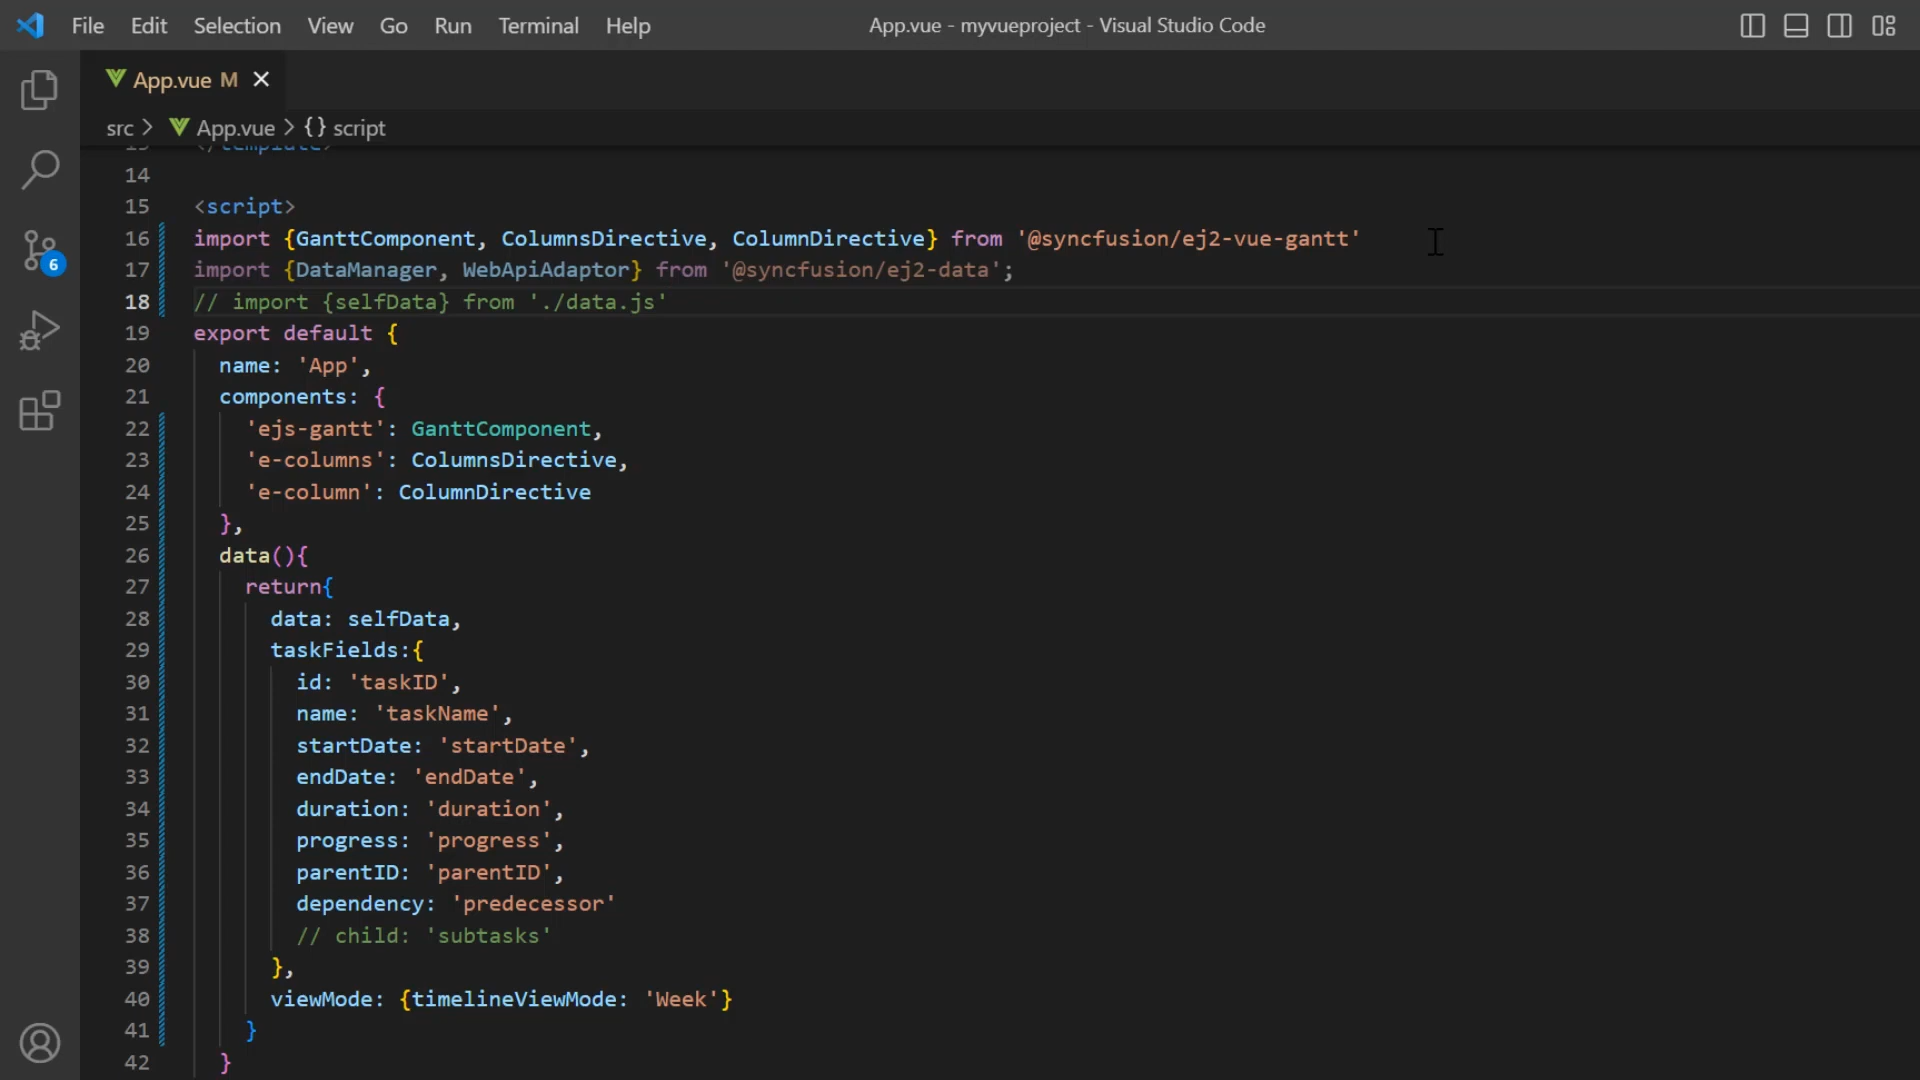 File Edit Selection View Go Run Terminal Help App.vue - myvueproject - Visual Studio Code
App.vue M
src > App.vue > {} script
13 </template>
14
15 <script>
16 import {GanttComponent, ColumnsDirective, ColumnDirective} from '@syncfusion/ej2-vue-gantt'
17 import {DataManager, WebApiAdaptor} from '@syncfusion/ej2-data';
18 // import {selfData} from './data.js'
19 export default {
20 name: 'App',
21 components: {
22 'ejs-gantt': GanttComponent,
23 'e-columns': ColumnsDirective,
24 'e-column': ColumnDirective
25 },
26 data(){
27 return{
28 data: selfData,
29 taskFields:{
30 id: 'taskID',
31 name: 'taskName',
32 startDate: 'startDate',
33 endDate: 'endDate',
34 duration: 'duration',
35 progress: 'progress',
36 parentID: 'parentID',
37 dependency: 'predecessor'
38 // child: 'subtasks'
39 },
40 viewMode: {timelineViewMode: 'Week'}
41 }
42 }
6